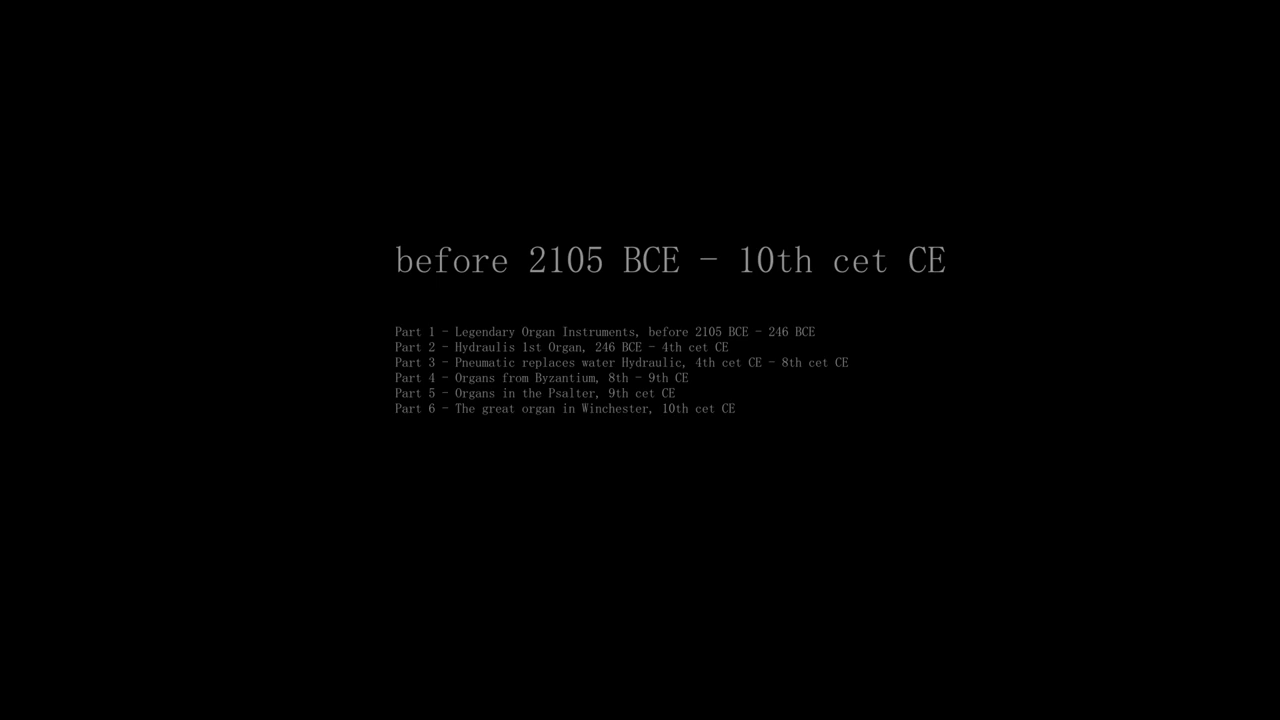 before 2105 BCE - 10th cet CE
Part 1 - Legendary Organ Instruments, before 2105 BCE - 246 BCE
Part 2 - Hydraulis 1st Organ, 246 BCE - 4th cet CE
Part 3 - Pneumatic replaces water Hydraulic, 4th cet CE - 8th cet CE
Part 4 - Organs from Byzantium, 8th - 9th CE
Part 5 - Organs in the Psalter, 9th cet CE
Part 6 - The great organ in Winchester, 10th cet CE